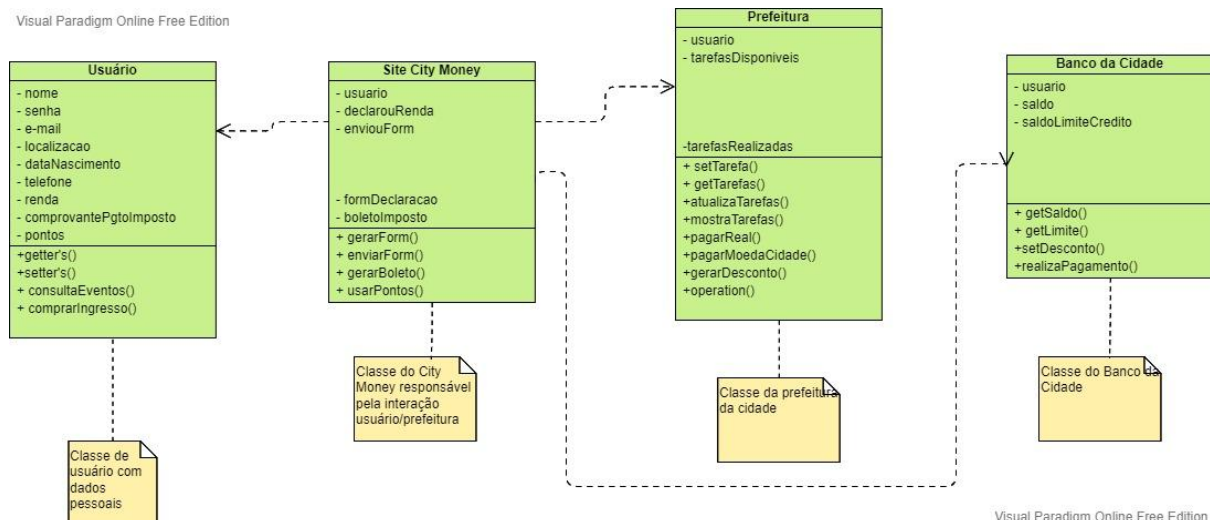 Visual Paradigm Online Free Edition
Usuário
- nome
- senha
- e-mail
- localizacao
- dataNascimento
- telefone
- renda
- comprovantePgtoImposto
- pontos
+getter's()
+setter's()
+ consultaEventos()
+ comprarIngresso()
Classe de
usuário com
dados
pessoais
Site City Money
- usuario
- declarouRenda
- enviouForm
- formDeclaracao
- boletoImposto
+ gerarForm()
+ enviarForm()
+ gerarBoleto()
+ usarPontos()
Classe do City
Money responsável
pela interação
usuário/prefeitura
Prefeitura
- usuario
- tarefasDisponiveis
-tarefasRealizadas
+ setTarefa()
+ getTarefas()
+atualizaTarefas()
+mostraTarefas()
+pagarReal()
+pagarMoedaCidade()
+gerarDesconto()
+operation()
Classe da prefeitura
da cidade
Banco da Cidade
- usuario
- saldo
- saldoLimiteCredito
+ getSaldo()
+ getLimite()
+setDesconto()
+realizaPagamento()
Classe do Banco da
Cidade
Visual Paradigm Online Free Edition